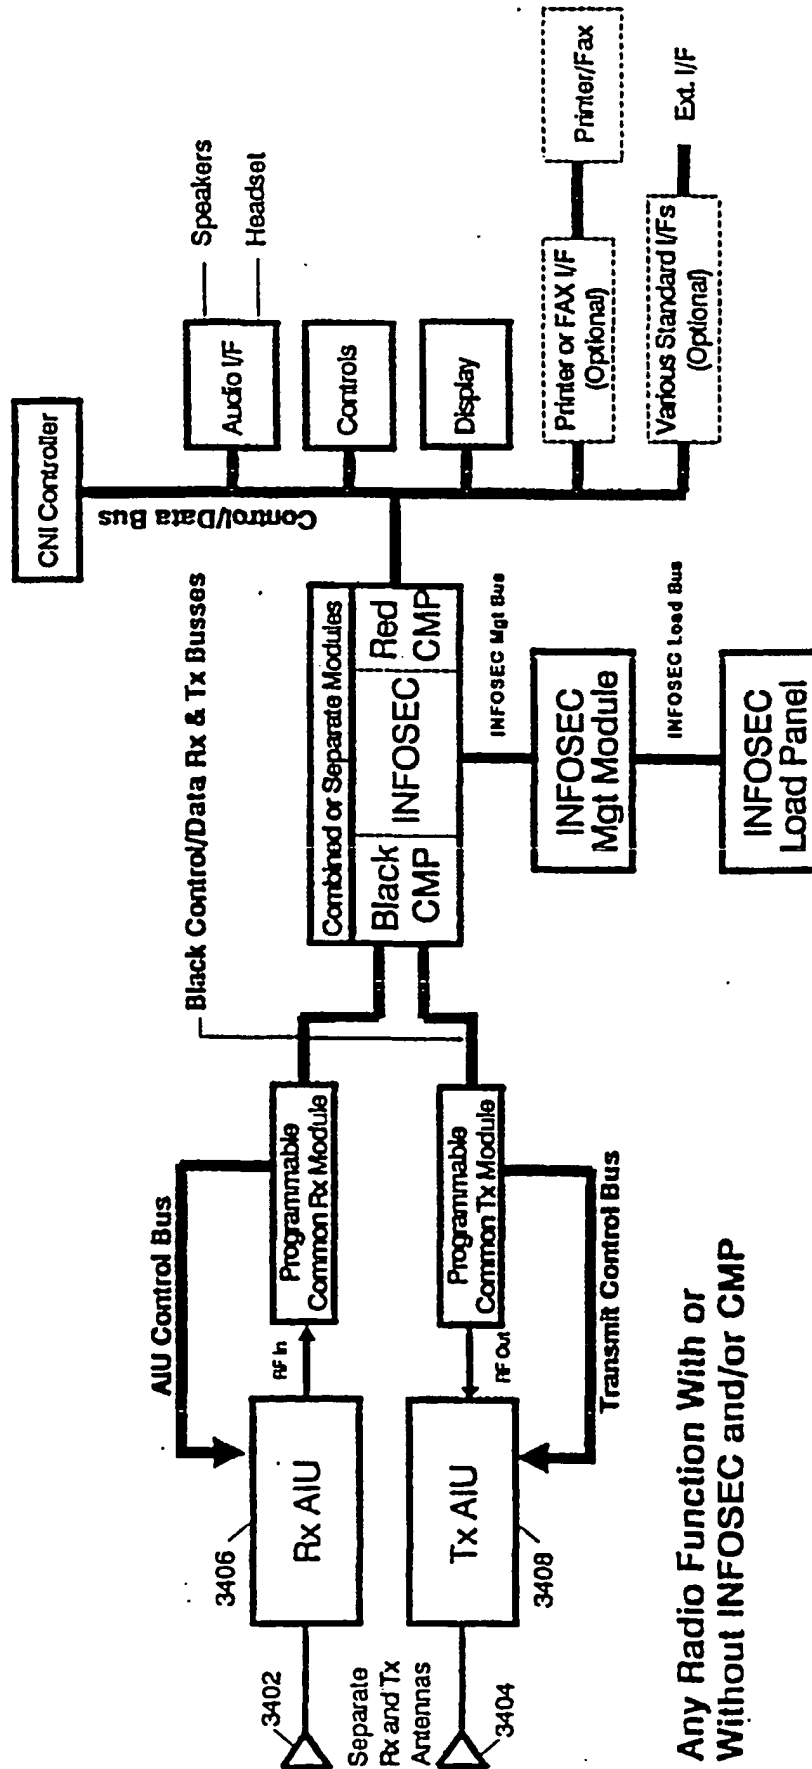 3402
Separate
Rx and Tx
Antennas
3404
3406
Rx AIU
Tx AIU
3408
AIU Control Bus
RF In
RF Out
Transmit Control Bus
Programmable
Common Rx Module
Programmable
Common Tx Module
Black Control/Data Rx & Tx Busses
Combined or Separate Modules
Black
CMP
INFOSEC
Red
CMP
INFOSEC Mgt Bus
INFOSEC
Mgt Module
INFOSEC Load Bus
INFOSEC
Load Panel
CNI Controller
Control/Data Bus
Audio I/F
Speakers
Headset
Controls
Display
Printer or FAX I/F
(Optional)
Printer/Fax
Various Standard I/Fs
(Optional)
Ext. I/F
Any Radio Function With or
Without INFOSEC and/or CMP